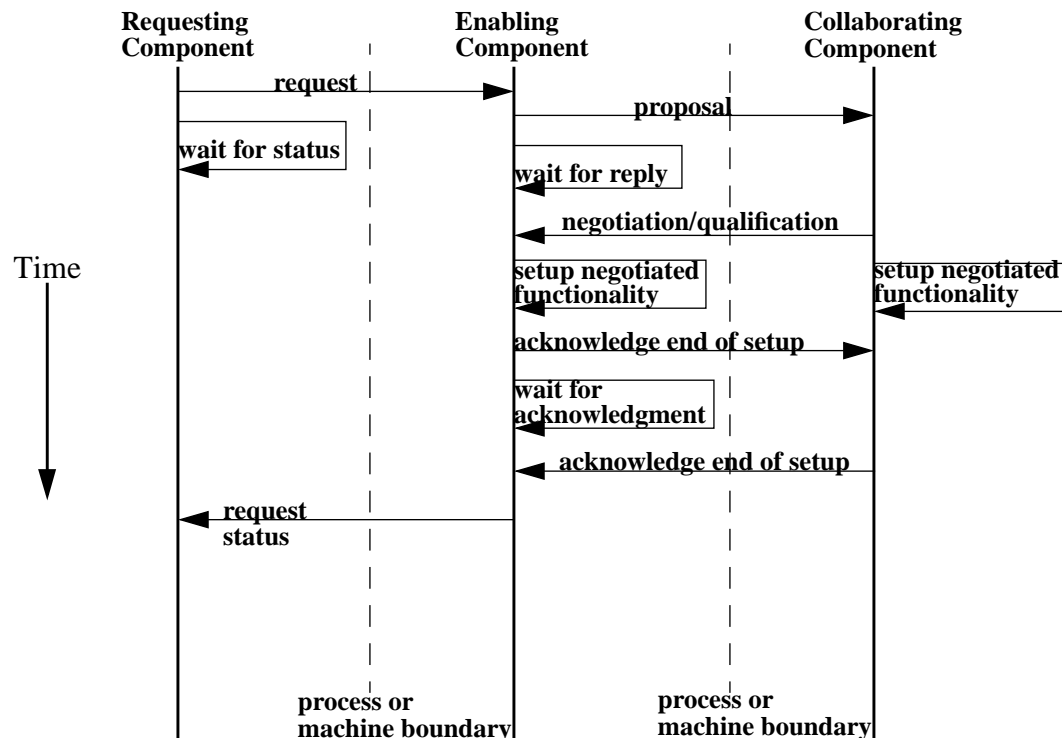 Requesting
Component
Enabling
Component
Collaborating
Component
request
proposal
wait for status
wait for reply
negotiation/qualification
Time
setup negotiated
functionality
setup negotiated
functionality
acknowledge end of setup
wait for
acknowledgment
acknowledge end of setup
request
status
process or
machine boundary
process or
machine boundary